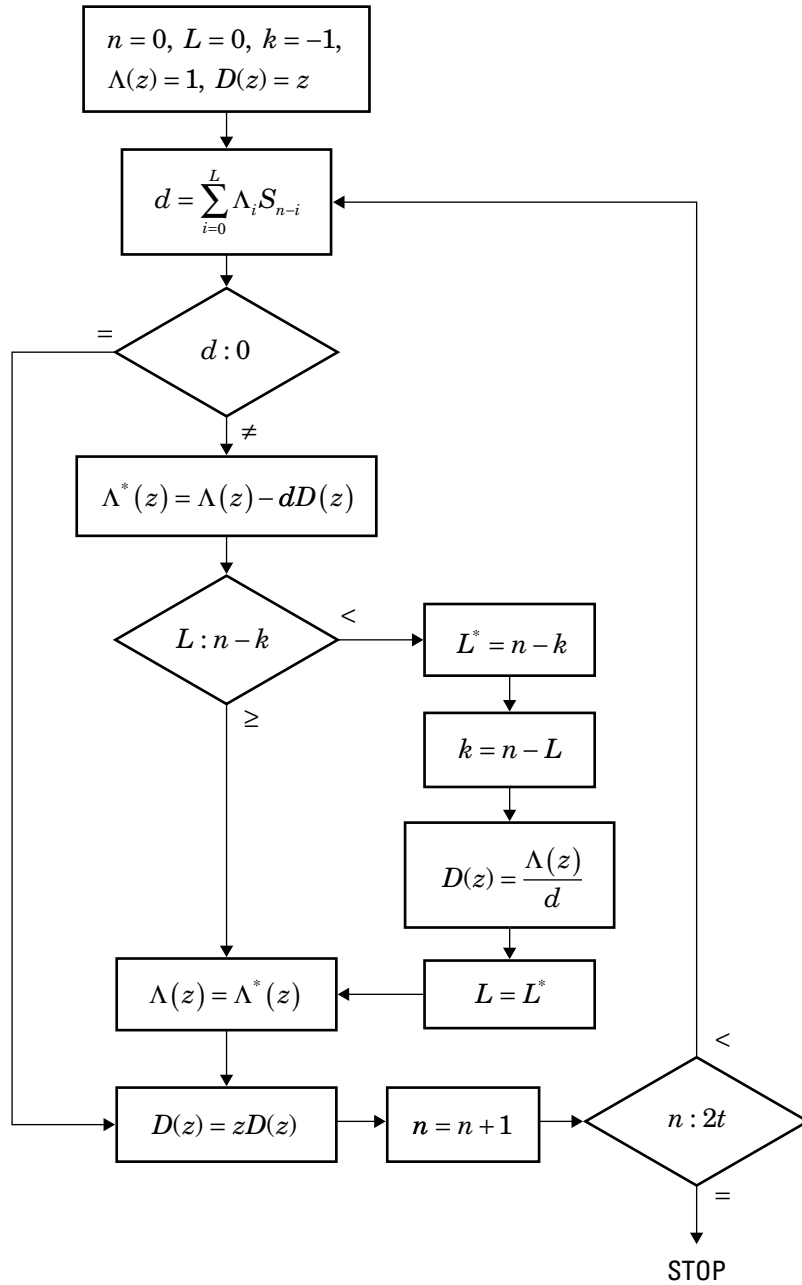 n = 0, L = 0, k = −1,
Λ(z) = 1, D(z) = z
d = ∑_{i=0}^{L} Λ_i S_{n−i}
=
d : 0
≠
Λ*(z) = Λ(z) − dD(z)
<
L : n − k
L* = n − k
≥
k = n − L
D(z) = Λ(z)/d
Λ(z) = Λ*(z)
L = L*
<
D(z) = zD(z)
n = n + 1
n : 2t
=
STOP